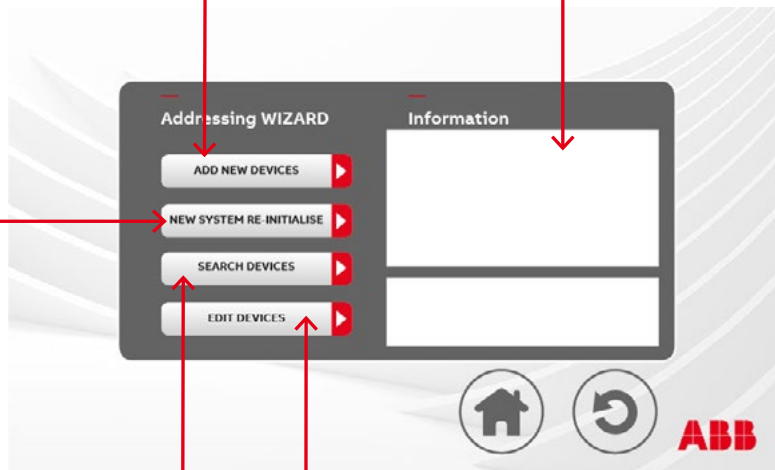 Addressing WIZARD
ADD NEW DEVICES
NEW SYSTEM RE-INITIALISE
SEARCH DEVICES
EDIT DEVICES
Information
ABB